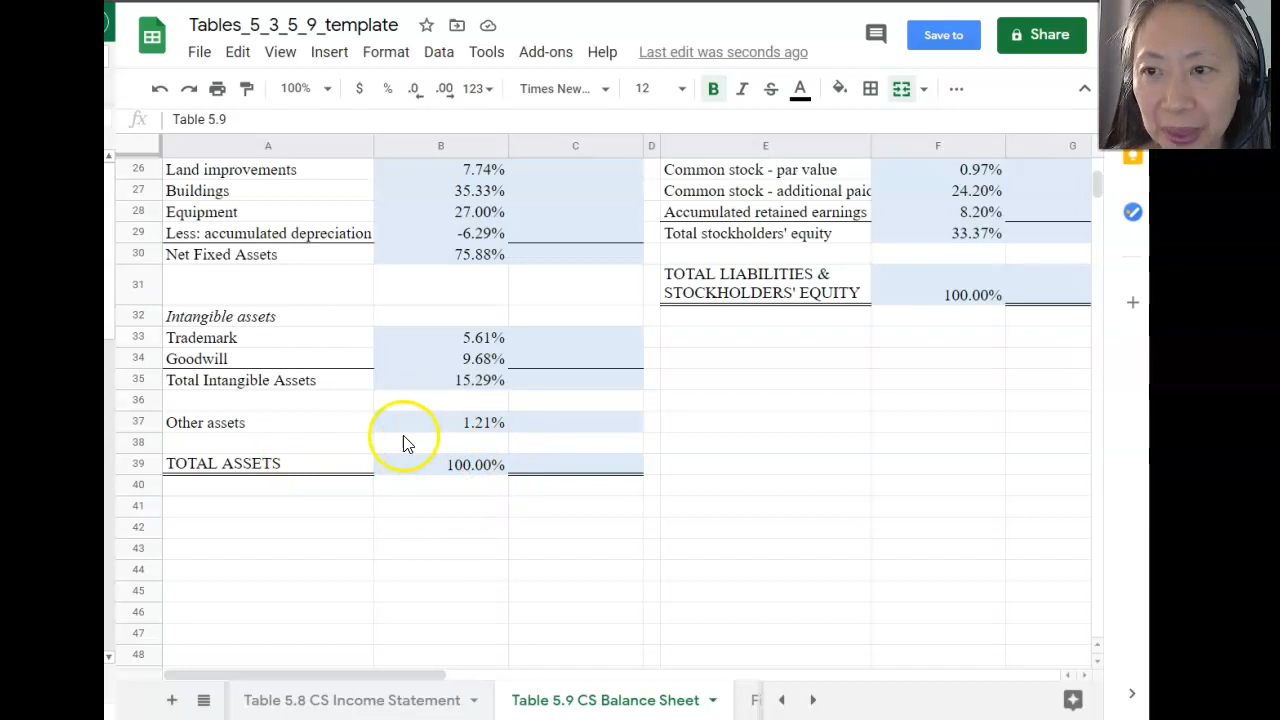 Tables_5_3_5_9_template
File Edit View Insert Format Data Tools Add-ons Help Last edit was seconds ago
Save to
Share
100% $ % .0 .00 123 Times New... 12 B I S A
fx Table 5.9
A B C D E F G
26 Land improvements 7.74% Common stock - par value 0.97%
27 Buildings 35.33% Common stock - additional paid 24.20%
28 Equipment 27.00% Accumulated retained earnings 8.20%
29 Less: accumulated depreciation -6.29% Total stockholders' equity 33.37%
30 Net Fixed Assets 75.88%
31 TOTAL LIABILITIES &
STOCKHOLDERS' EQUITY 100.00%
32 Intangible assets
33 Trademark 5.61%
34 Goodwill 9.68%
35 Total Intangible Assets 15.29%
36
37 Other assets 1.21%
38
39 TOTAL ASSETS 100.00%
40
41
42
43
44
45
46
47
48
Table 5.8 CS Income Statement Table 5.9 CS Balance Sheet